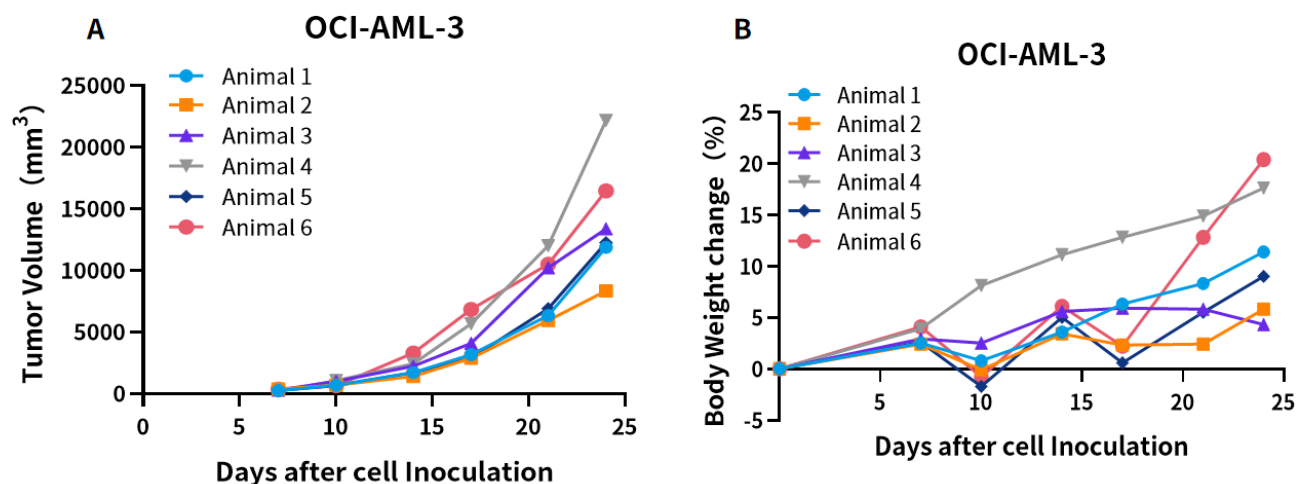 A
OCI-AML-3
Animal 1
Animal 2
Animal 3
Animal 4
Animal 5
Animal 6
25000
20000
15000
10000
5000
0
Tumor Volume（mm³）
0 5 10 15 20 25
Days after cell Inoculation
B
OCI-AML-3
Animal 1
Animal 2
Animal 3
Animal 4
Animal 5
Animal 6
25
20
15
10
5
0
-5
Body Weight change （%）
5 10 15 20 25
Days after cell Inoculation